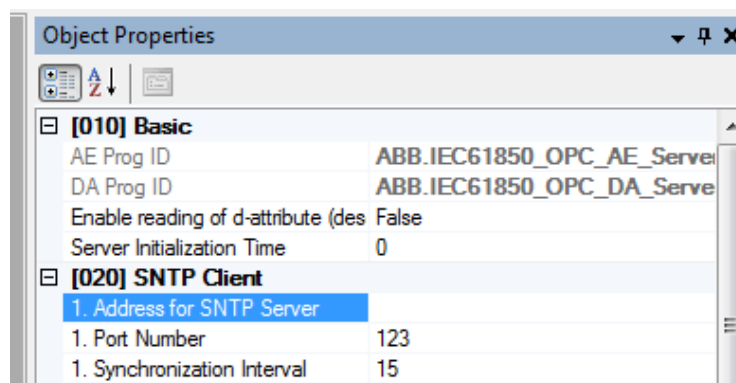 Object Properties
[010] Basic
AE Prog ID ABB.IEC61850_OPC_AE_Server
DA Prog ID ABB.IEC61850_OPC_DA_Serve
Enable reading of d-attribute (des False
Server Initialization Time 0
[020] SNTP Client
1. Address for SNTP Server
1. Port Number 123
1. Synchronization Interval 15